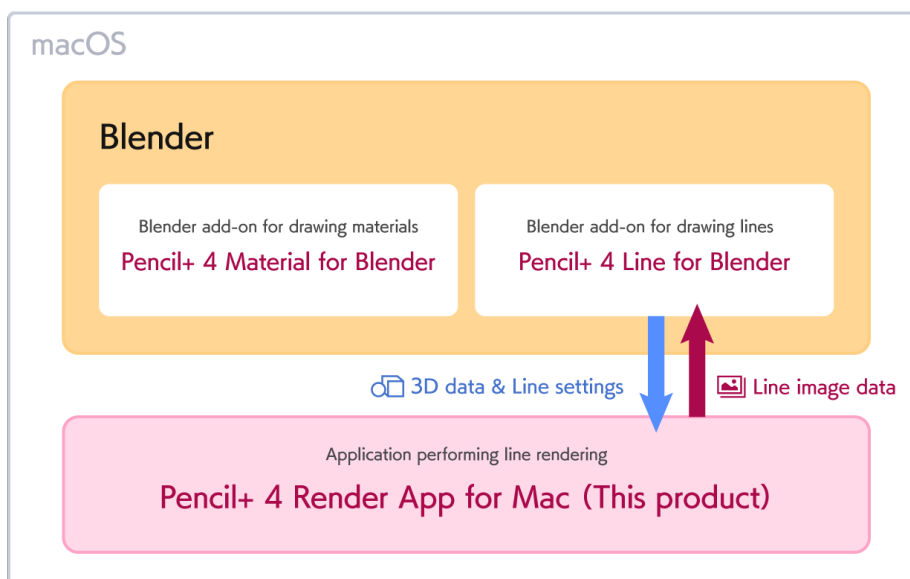 macOS
Blender
Blender add-on for drawing materials
Pencil+ 4 Material for Blender
Blender add-on for drawing lines
Pencil+ 4 Line for Blender
3D data & Line settings
Line image data
Application performing line rendering
Pencil+ 4 Render App for Mac (This product)